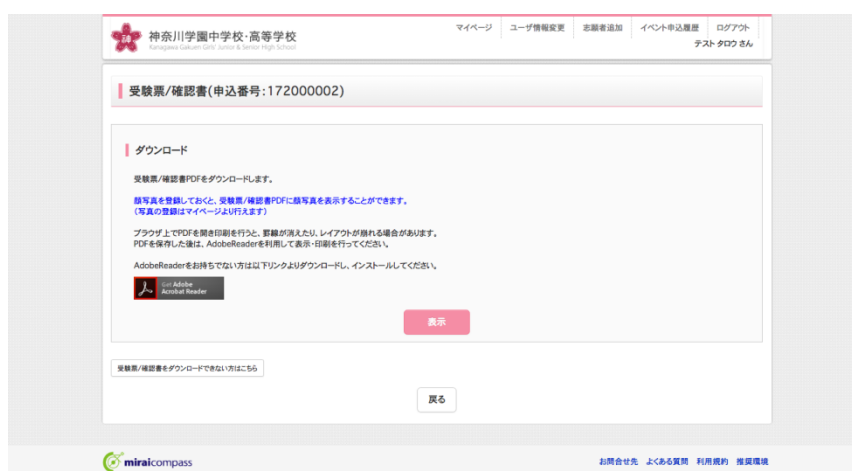 神奈川学園中学校・高等学校
Kanagawa Gakuen Girls' Junior & Senior High School
マイページ ユーザ情報変更 志願者追加 イベント申込履歴 ログアウト
テスト タロウ さん
受験票/確認書(申込番号:172000002)
ダウンロード
受験票/確認書PDFをダウンロードします。
顔写真を登録しておくと、受験票/確認書PDFに顔写真を表示することができます。
(写真の登録はマイページより行えます)
ブラウザ上でPDFを開き印刷を行うと、罫線が消えたり、レイアウトが崩れる場合があります。
PDFを保存した後は、AdobeReaderを利用して表示・印刷を行ってください。
AdobeReaderをお持ちでない方は以下リンクよりダウンロードし、インストールしてください。
Get Adobe
Acrobat Reader
表示
受験票/確認書をダウンロードできない方はこちら
戻る
miraicompass
お問合せ先 よくある質問 利用規約 推奨環境